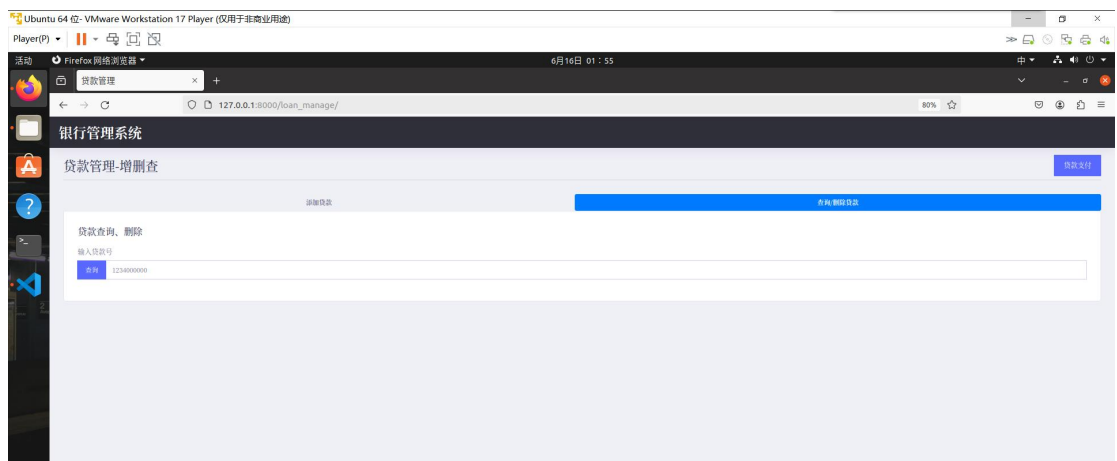 Ubuntu 64 位- VMware Workstation 17 Player (仅用于非商业用途)
Player(P)
活动 Firefox 网络浏览器 6月16日 01：55 中
贷款管理
127.0.0.1:8000/loan_manage/ 80%
银行管理系统
贷款管理-增删查 贷款支付
添加贷款 查询/删除贷款
贷款查询、删除
输入贷款号
查询 1234000000